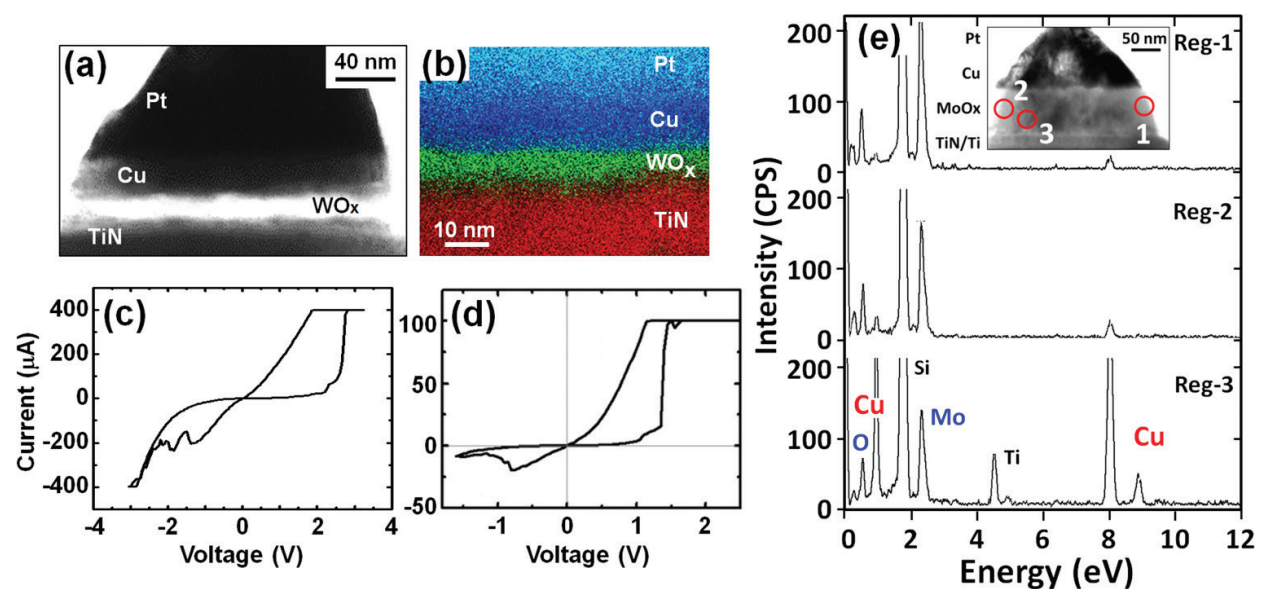 (a)
40 nm
Pt
Cu
WOx
TiN
(b)
Pt
Cu
WOx
TiN
10 nm
(c)
Current (μA)
400
200
0
-200
-400
-4 -2 0 2 4
Voltage (V)
(d)
100
50
0
-50
0 1 2
Voltage (V)
(e)
Intensity (CPS)
200
100
0
Reg-1
Pt
Cu
MoOx
TiN/Ti
50 nm
2
3
1
200
100
0
Reg-2
200
100
0
Reg-3
O
Cu
Si
Mo
Ti
Cu
0 2 4 6 8 10 12
Energy (eV)